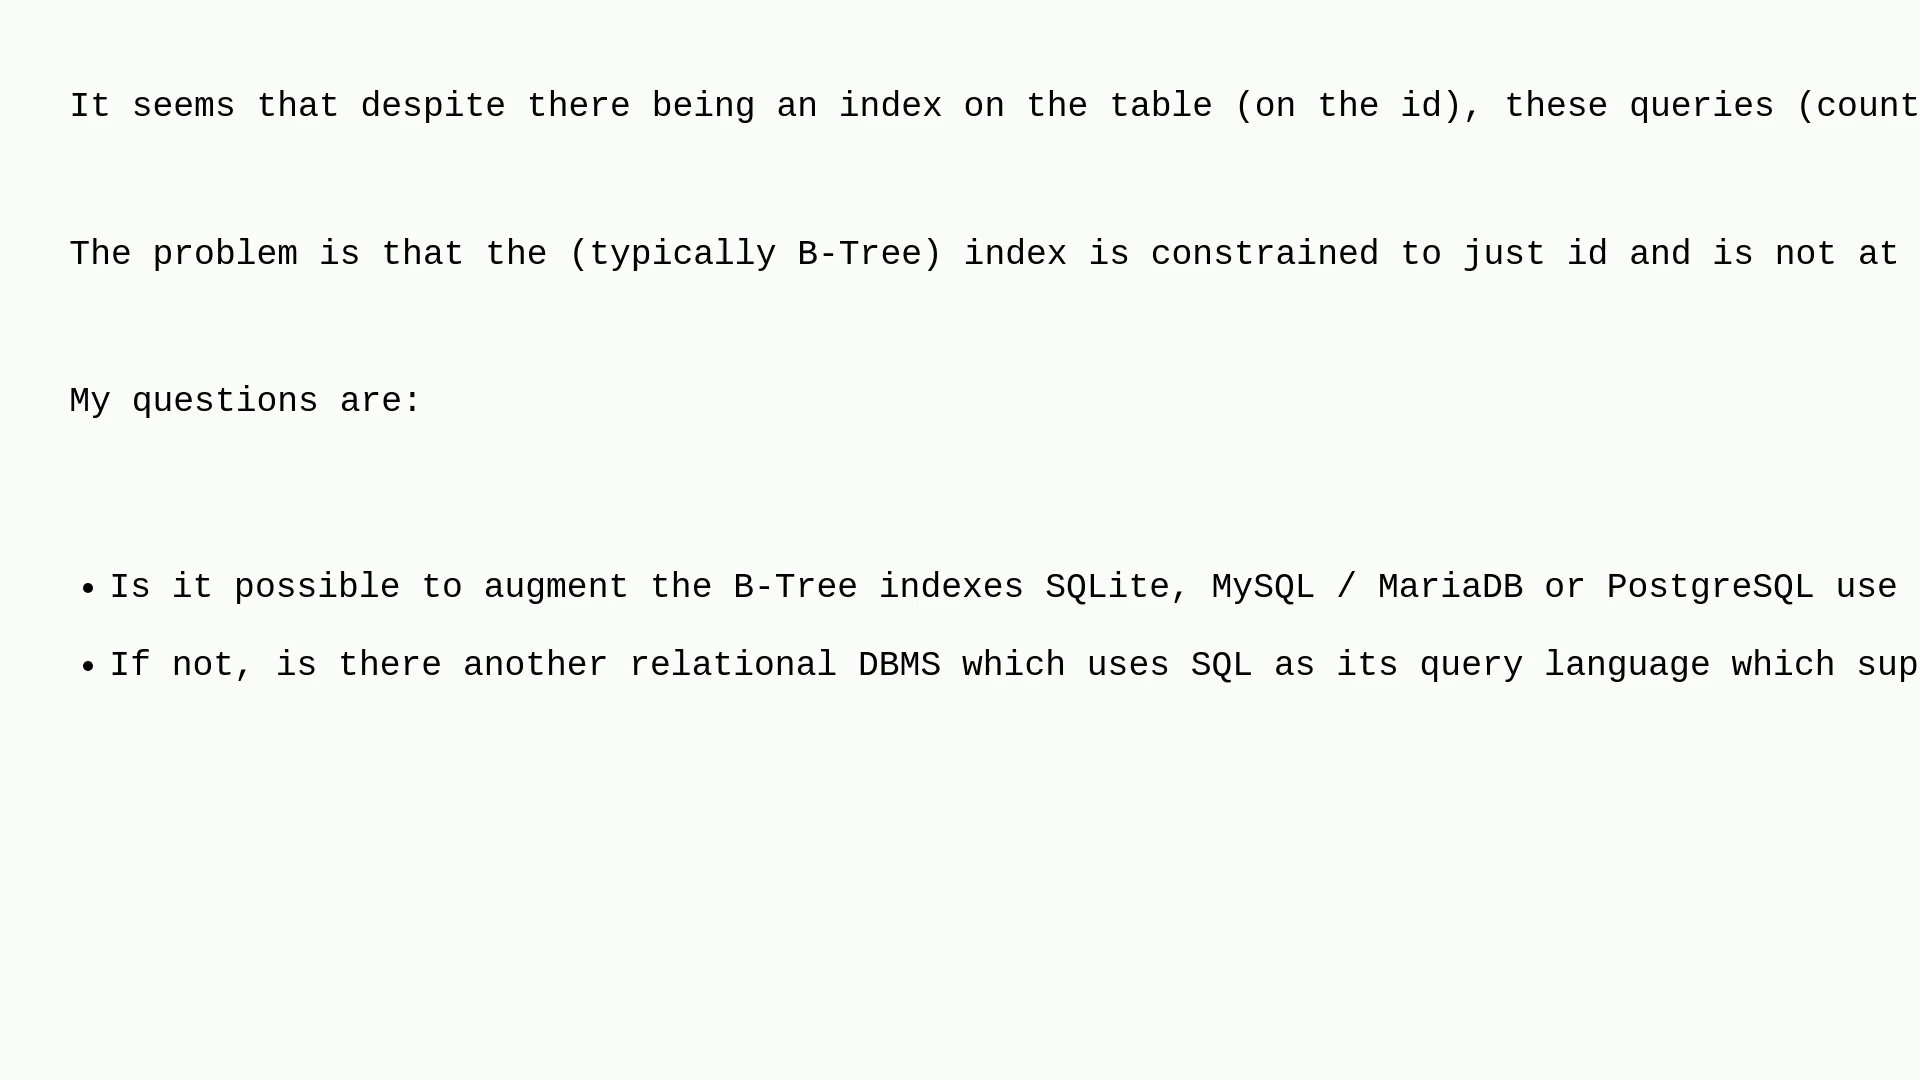 It seems that despite there being an index on the table (on the id), these queries (count
The problem is that the (typically B-Tree) index is constrained to just id and is not at
My questions are:
• Is it possible to augment the B-Tree indexes SQLite, MySQL / MariaDB or PostgreSQL use
• If not, is there another relational DBMS which uses SQL as its query language which sup